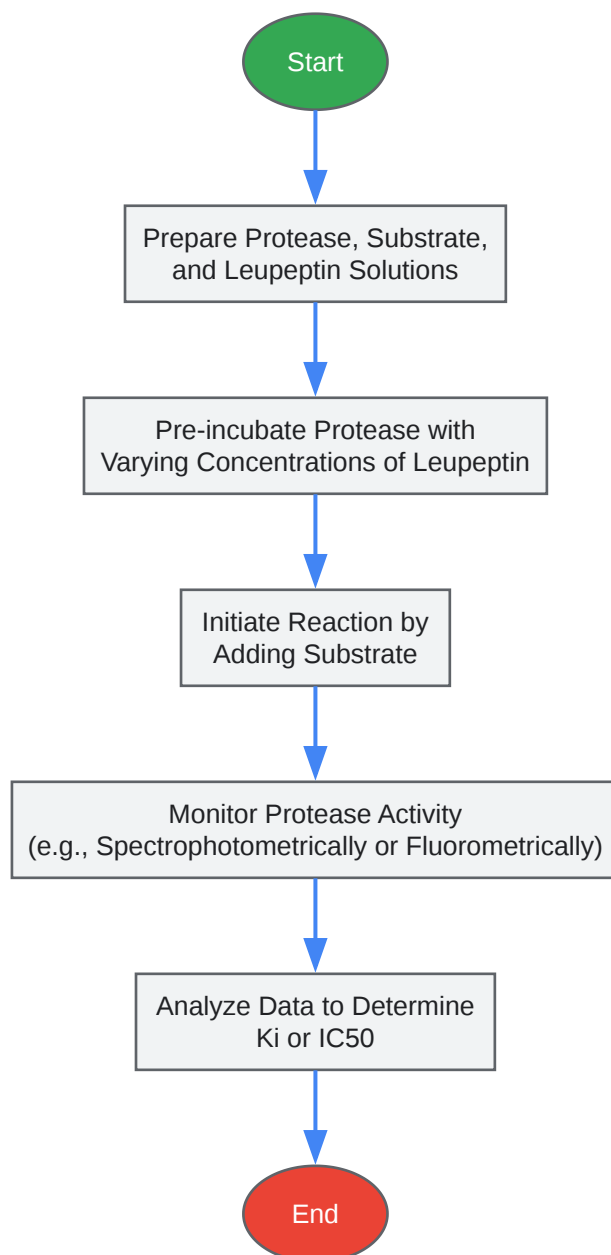 Start
Prepare Protease, Substrate,
and Leupeptin Solutions
Pre-incubate Protease with
Varying Concentrations of Leupeptin
Initiate Reaction by
Adding Substrate
Monitor Protease Activity
(e.g., Spectrophotometrically or Fluorometrically)
Analyze Data to Determine
Ki or IC50
End